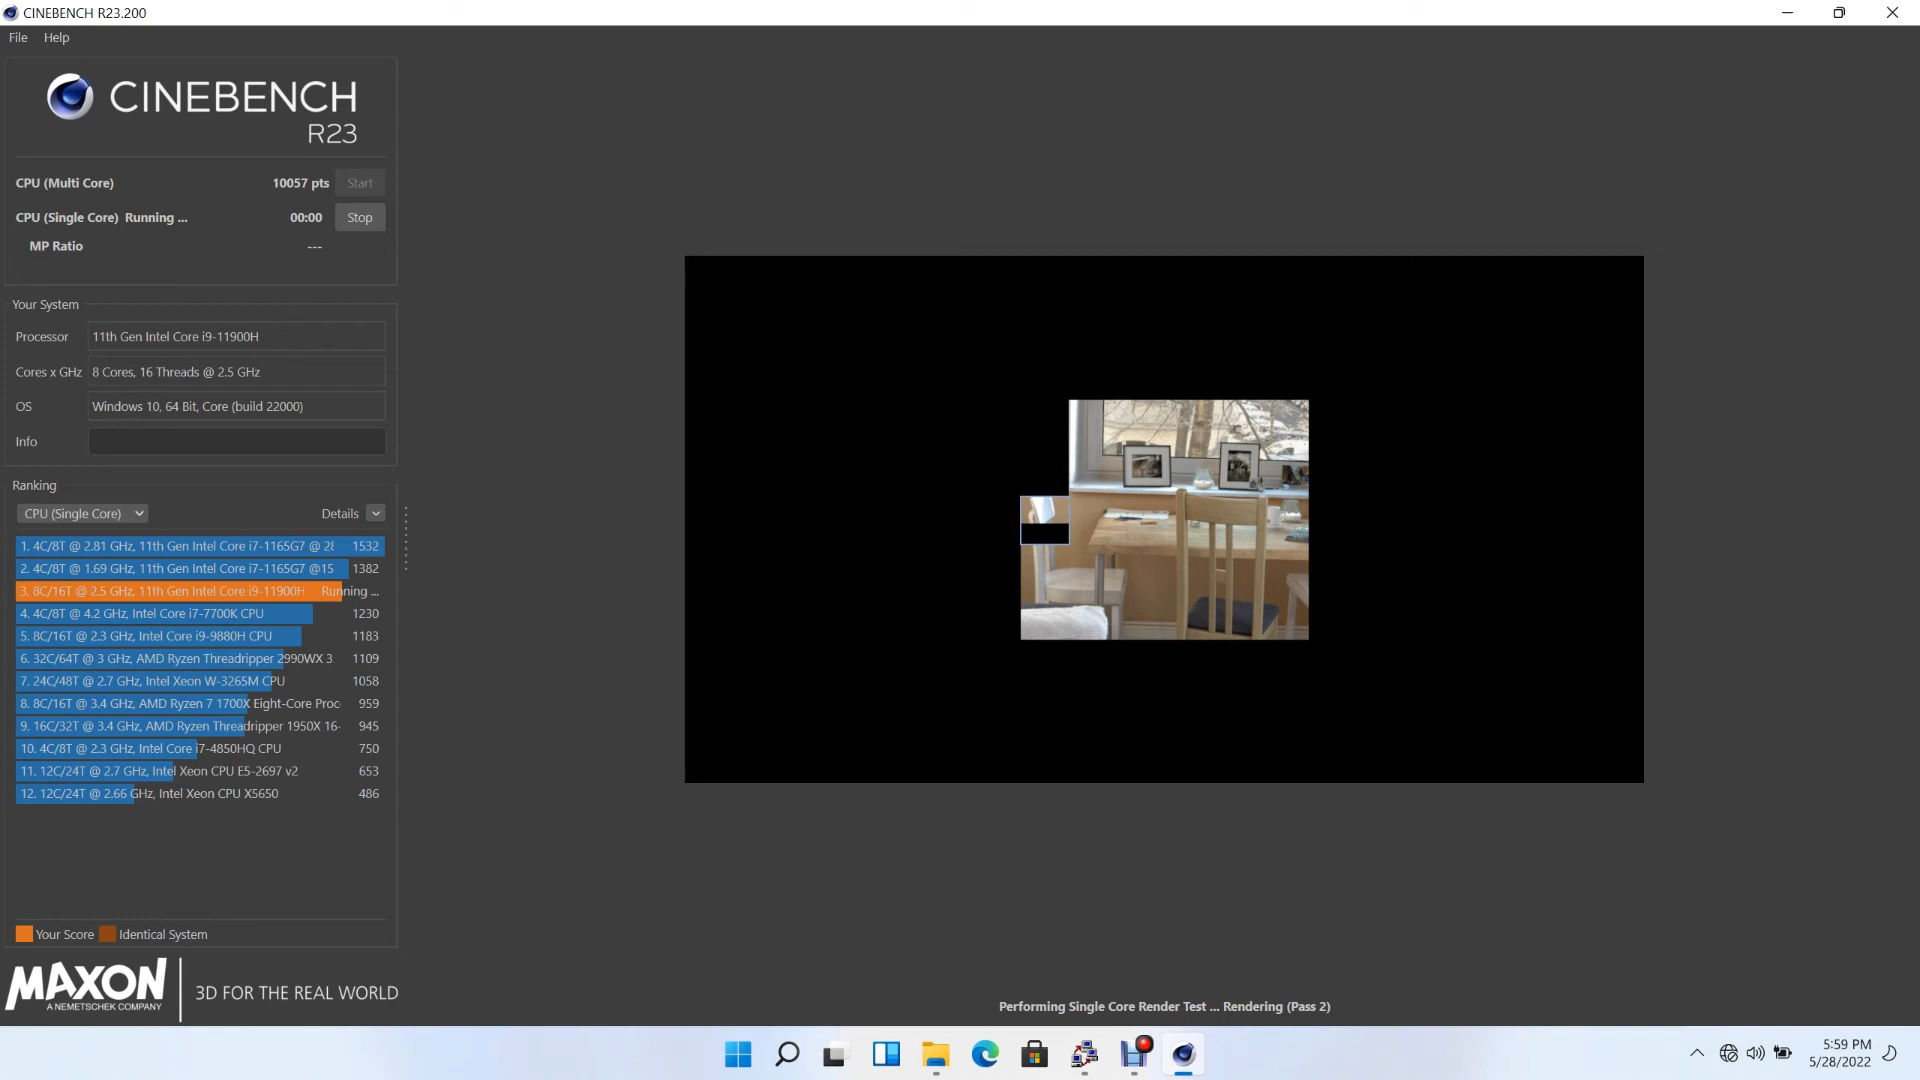 CINEBENCH R23.200
File Help
CINEBENCH
R23
CPU (Multi Core) 10057 pts Start
CPU (Single Core) Running ... 00:00 Stop
MP Ratio ---
Your System
Processor 11th Gen Intel Core i9-11900H
Cores x GHz 8 Cores, 16 Threads @ 2.5 GHz
OS Windows 10, 64 Bit, Core (build 22000)
Info
Ranking
CPU (Single Core) Details
1. 4C/8T @ 2.81 GHz, 11th Gen Intel Core i7-1165G7 @ 28 1532
2. 4C/8T @ 1.69 GHz, 11th Gen Intel Core i7-1165G7 @15 1382
3. 8C/16T @ 2.5 GHz, 11th Gen Intel Core i9-11900H Running ...
4. 4C/8T @ 4.2 GHz, Intel Core i7-7700K CPU 1230
5. 8C/16T @ 2.3 GHz, Intel Core i9-9880H CPU 1183
6. 32C/64T @ 3 GHz, AMD Ryzen Threadripper 2990WX 3 1109
7. 24C/48T @ 2.7 GHz, Intel Xeon W-3265M CPU 1058
8. 8C/16T @ 3.4 GHz, AMD Ryzen 7 1700X Eight-Core Proc 959
9. 16C/32T @ 3.4 GHz, AMD Ryzen Threadripper 1950X 16- 945
10. 4C/8T @ 2.3 GHz, Intel Core i7-4850HQ CPU 750
11. 12C/24T @ 2.7 GHz, Intel Xeon CPU E5-2697 v2 653
12. 12C/24T @ 2.66 GHz, Intel Xeon CPU X5650 486
Your Score Identical System
MAXON
A NEMETSCHEK COMPANY
3D FOR THE REAL WORLD
Performing Single Core Render Test ... Rendering (Pass 2)
5:59 PM
5/28/2022